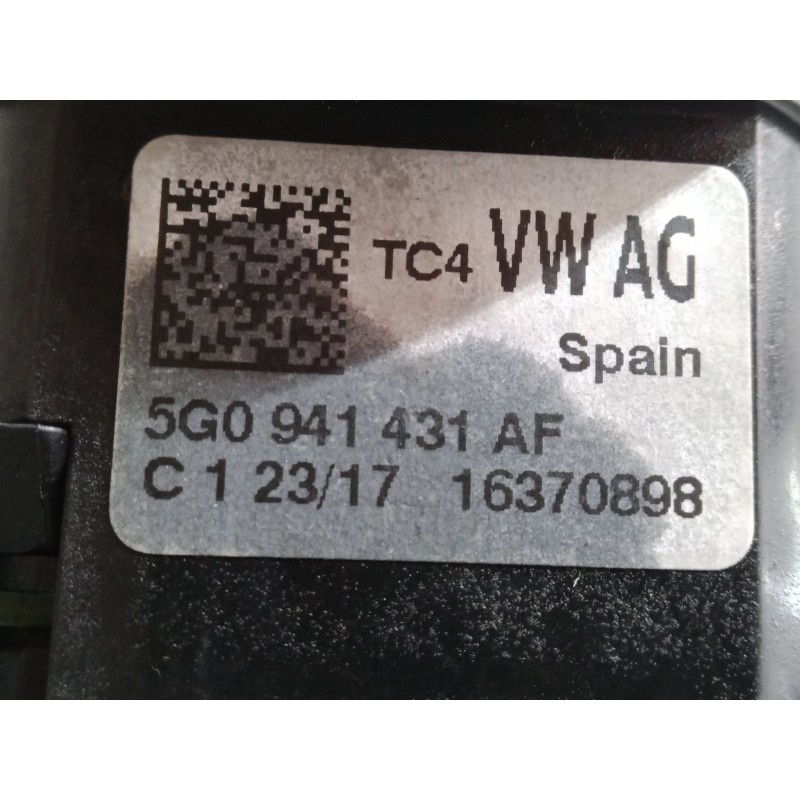 TC4 VW AG
Spain
5G0 941 431 AF
C 1 23/17 16370898